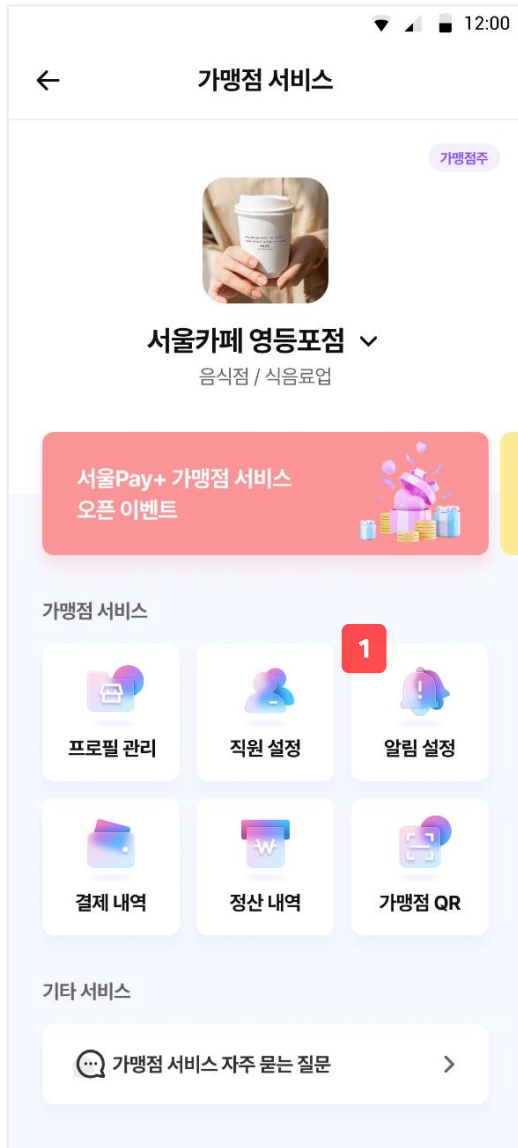 12:00
가맹점 서비스
가맹점주
서울카페 영등포점
음식점 / 식음료업
서울Pay+ 가맹점 서비스
오픈 이벤트
가맹점 서비스
1
프로필 관리
직원 설정
알림 설정
결제 내역
정산 내역
가맹점 QR
기타 서비스
가맹점 서비스 자주 묻는 질문